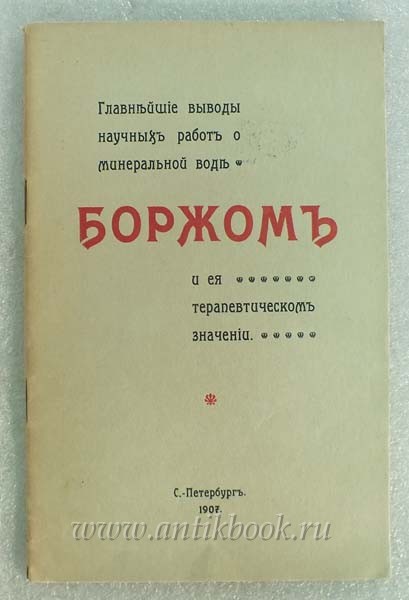 Главнѣйшіе выводы
научныхъ работъ о
минеральной водѣ
БОРЖОМЪ
и ея
терапевтическомъ
значеніи.
С.-Петербургъ.
1907.
www.antikbook.ru